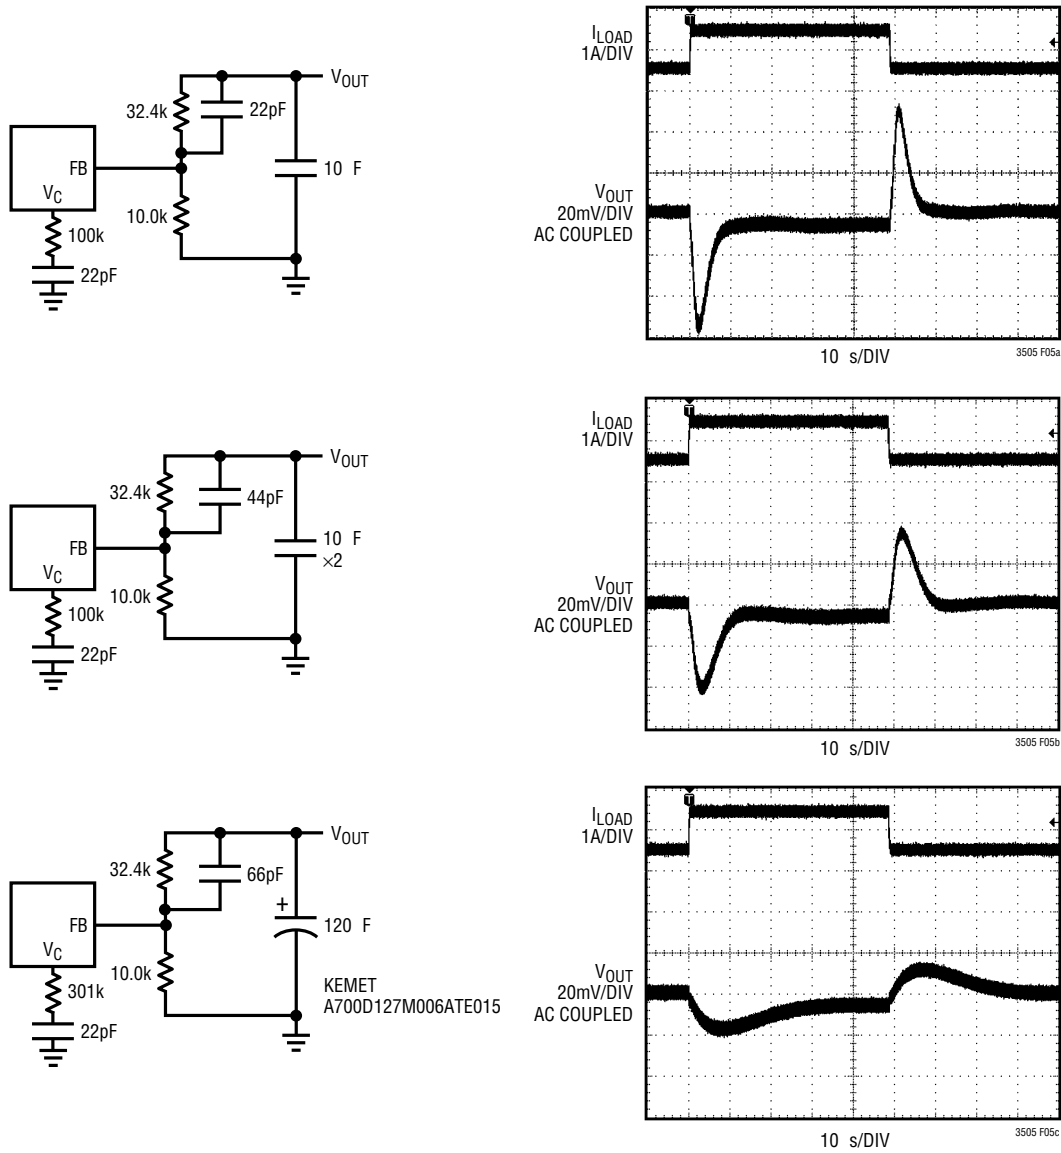 I_LOAD
1A/DIV
V_OUT
20mV/DIV
AC COUPLED
T
10 s/DIV
3505 F05a
V_OUT
32.4k
22pF
FB
V_C
10.0k
10 F
100k
22pF
I_LOAD
1A/DIV
V_OUT
20mV/DIV
AC COUPLED
T
10 s/DIV
3505 F05b
V_OUT
32.4k
44pF
FB
V_C
10.0k
10 F
×2
100k
22pF
I_LOAD
1A/DIV
V_OUT
20mV/DIV
AC COUPLED
T
10 s/DIV
3505 F05c
V_OUT
32.4k
66pF
FB
V_C
10.0k
+
120 F
KEMET
A700D127M006ATE015
301k
22pF